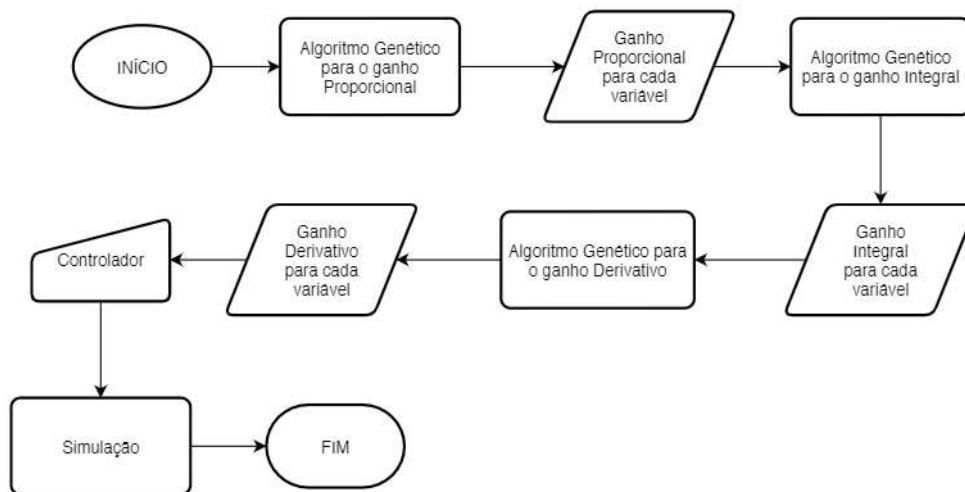 INÍCIO
Algoritmo Genético
para o ganho
Proporcional
Ganho
Proporcional
para cada
variável
Algoritmo Genético
para o ganho Integral
Ganho
Integral
para cada
variável
Algoritmo Genético para
o ganho Derivativo
Ganho
Derivativo
para cada
variável
Controlador
Simulação
FIM